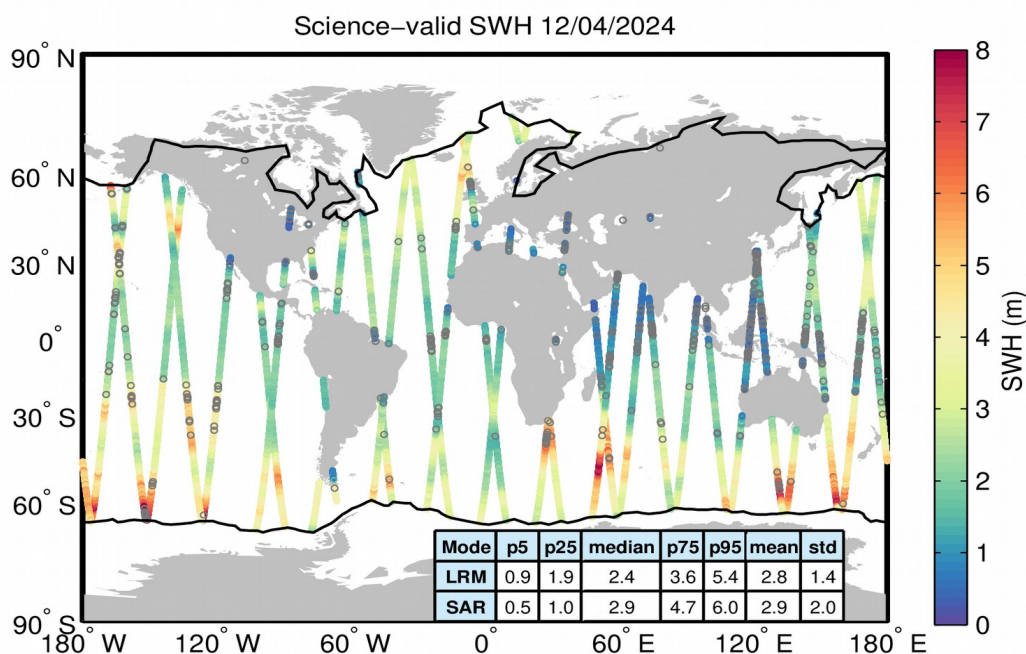 Science–valid SWH 12/04/2024
90° N
60° N
30° N
0°
30° S
60° S
90° S
180° W
120° W
60° W
0°
60° E
120° E
180° E
8
7
6
5
4
3
2
1
0
SWH (m)
Mode p5 p25 median p75 p95 mean std
LRM 0.9 1.9 2.4 3.6 5.4 2.8 1.4
SAR 0.5 1.0 2.9 4.7 6.0 2.9 2.0